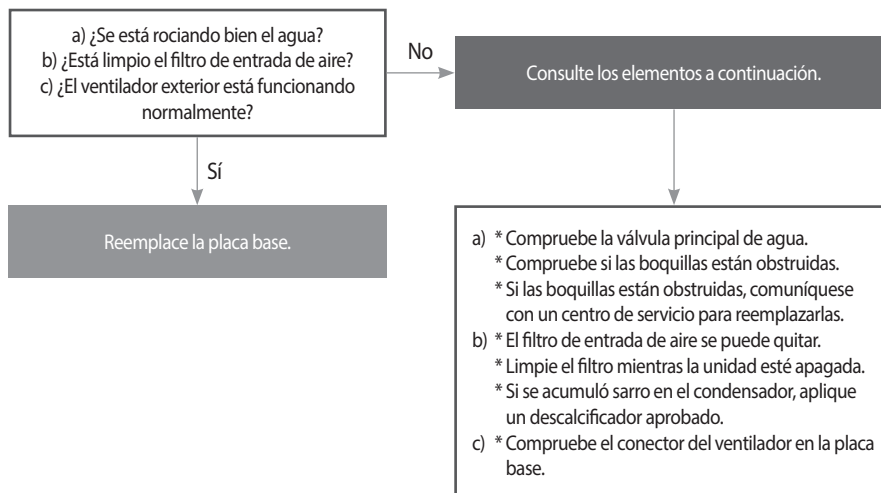 a) ¿Se está rociando bien el agua?
b) ¿Está limpio el filtro de entrada de aire?
c) ¿El ventilador exterior está funcionando
normalmente?
No
Consulte los elementos a continuación.
Sí
Reemplace la placa base.
a) * Compruebe la válvula principal de agua.
* Compruebe si las boquillas están obstruidas.
* Si las boquillas están obstruidas, comuníquese
con un centro de servicio para reemplazarlas.
b) * El filtro de entrada de aire se puede quitar.
* Limpie el filtro mientras la unidad esté apagada.
* Si se acumuló sarro en el condensador, aplique
un descalcificador aprobado.
c) * Compruebe el conector del ventilador en la placa
base.